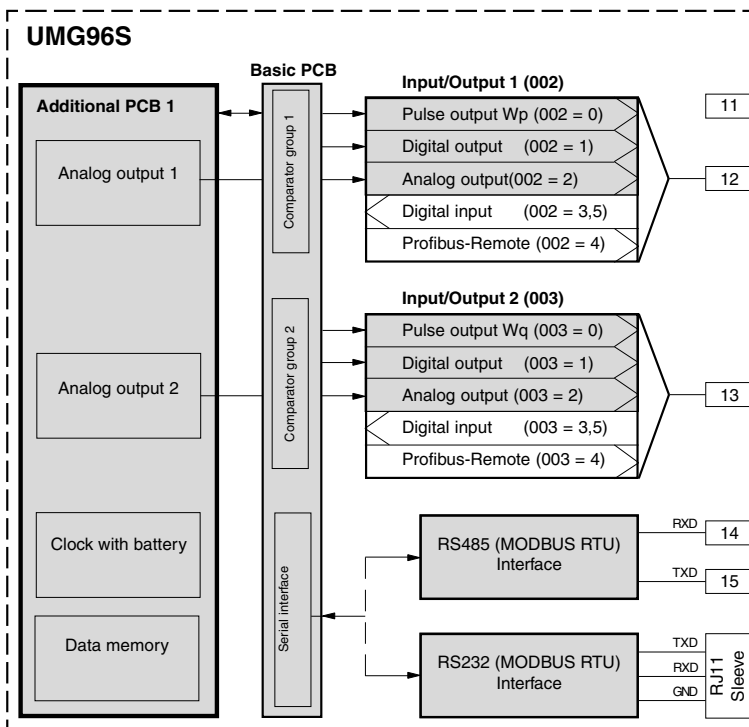 UMG96S
Basic PCB
Additional PCB 1
Analog output 1
Analog output 2
Clock with battery
Data memory
Comparator group 1
Comparator group 2
Serial interface
Input/Output 1 (002)
Pulse output Wp (002 = 0)
Digital output (002 = 1)
Analog output(002 = 2)
Digital input (002 = 3,5)
Profibus-Remote (002 = 4)
11
12
Input/Output 2 (003)
Pulse output Wq (003 = 0)
Digital output (003 = 1)
Analog output (003 = 2)
Digital input (003 = 3,5)
Profibus-Remote (003 = 4)
13
RS485 (MODBUS RTU)
Interface
RXD
14
TXD
15
RS232 (MODBUS RTU)
Interface
TXD
RXD
GND
RJ11
Sleeve